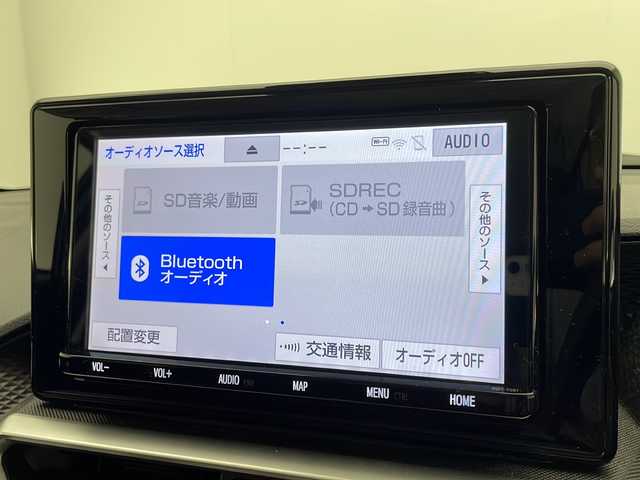 オーディオソース選択
--:--
Wi-Fi
AUDIO
SD音楽/動画
SDREC
(CD→SD録音曲)
その他のソース
その他のソース
Bluetooth
オーディオ
配置変更
交通情報
オーディオOFF
VOL-
VOL+
AUDIO
MAP
MENU CTRL
HOME